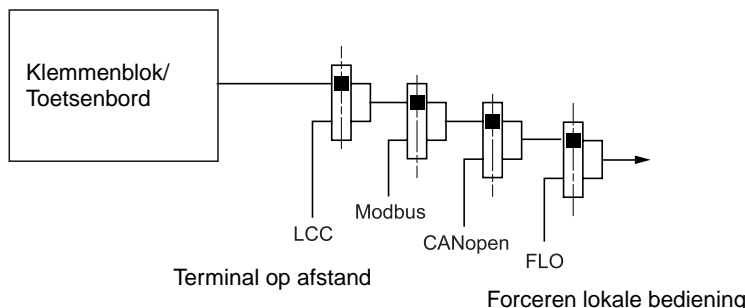 Klemmenblok/
Toetsenbord
LCC
Modbus
CANopen
FLO
Terminal op afstand
Forceren lokale bediening